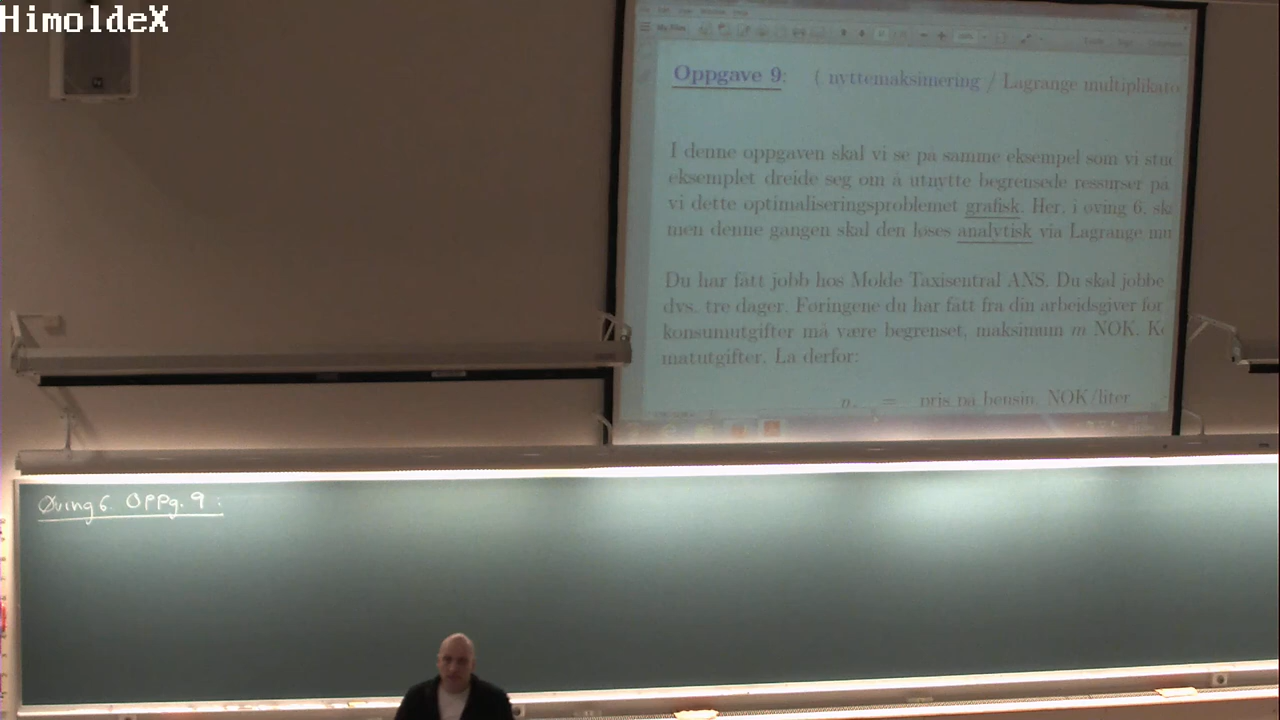 HimoldeX
Oppgave 9: ( nyttemaksimering / Lagrange multiplikato
I denne oppgaven skal vi se på samme eksempel som vi stud
eksemplet dreide seg om å utnytte begrensede ressurser på
vi dette optimaliseringsproblemet grafisk. Her, i øving 6, ska
men denne gangen skal den løses analytisk via Lagrange mu
Du har fått jobb hos Molde Taxisentral ANS. Du skal jobbe
dvs. tre dager. Føringene du har fått fra din arbeidsgiver for
konsumutgifter må være begrenset, maksimum m NOK. Ko
matutgifter. La derfor:
= pris på bensin, NOK/liter
Øving 6. Oppg. 9 :